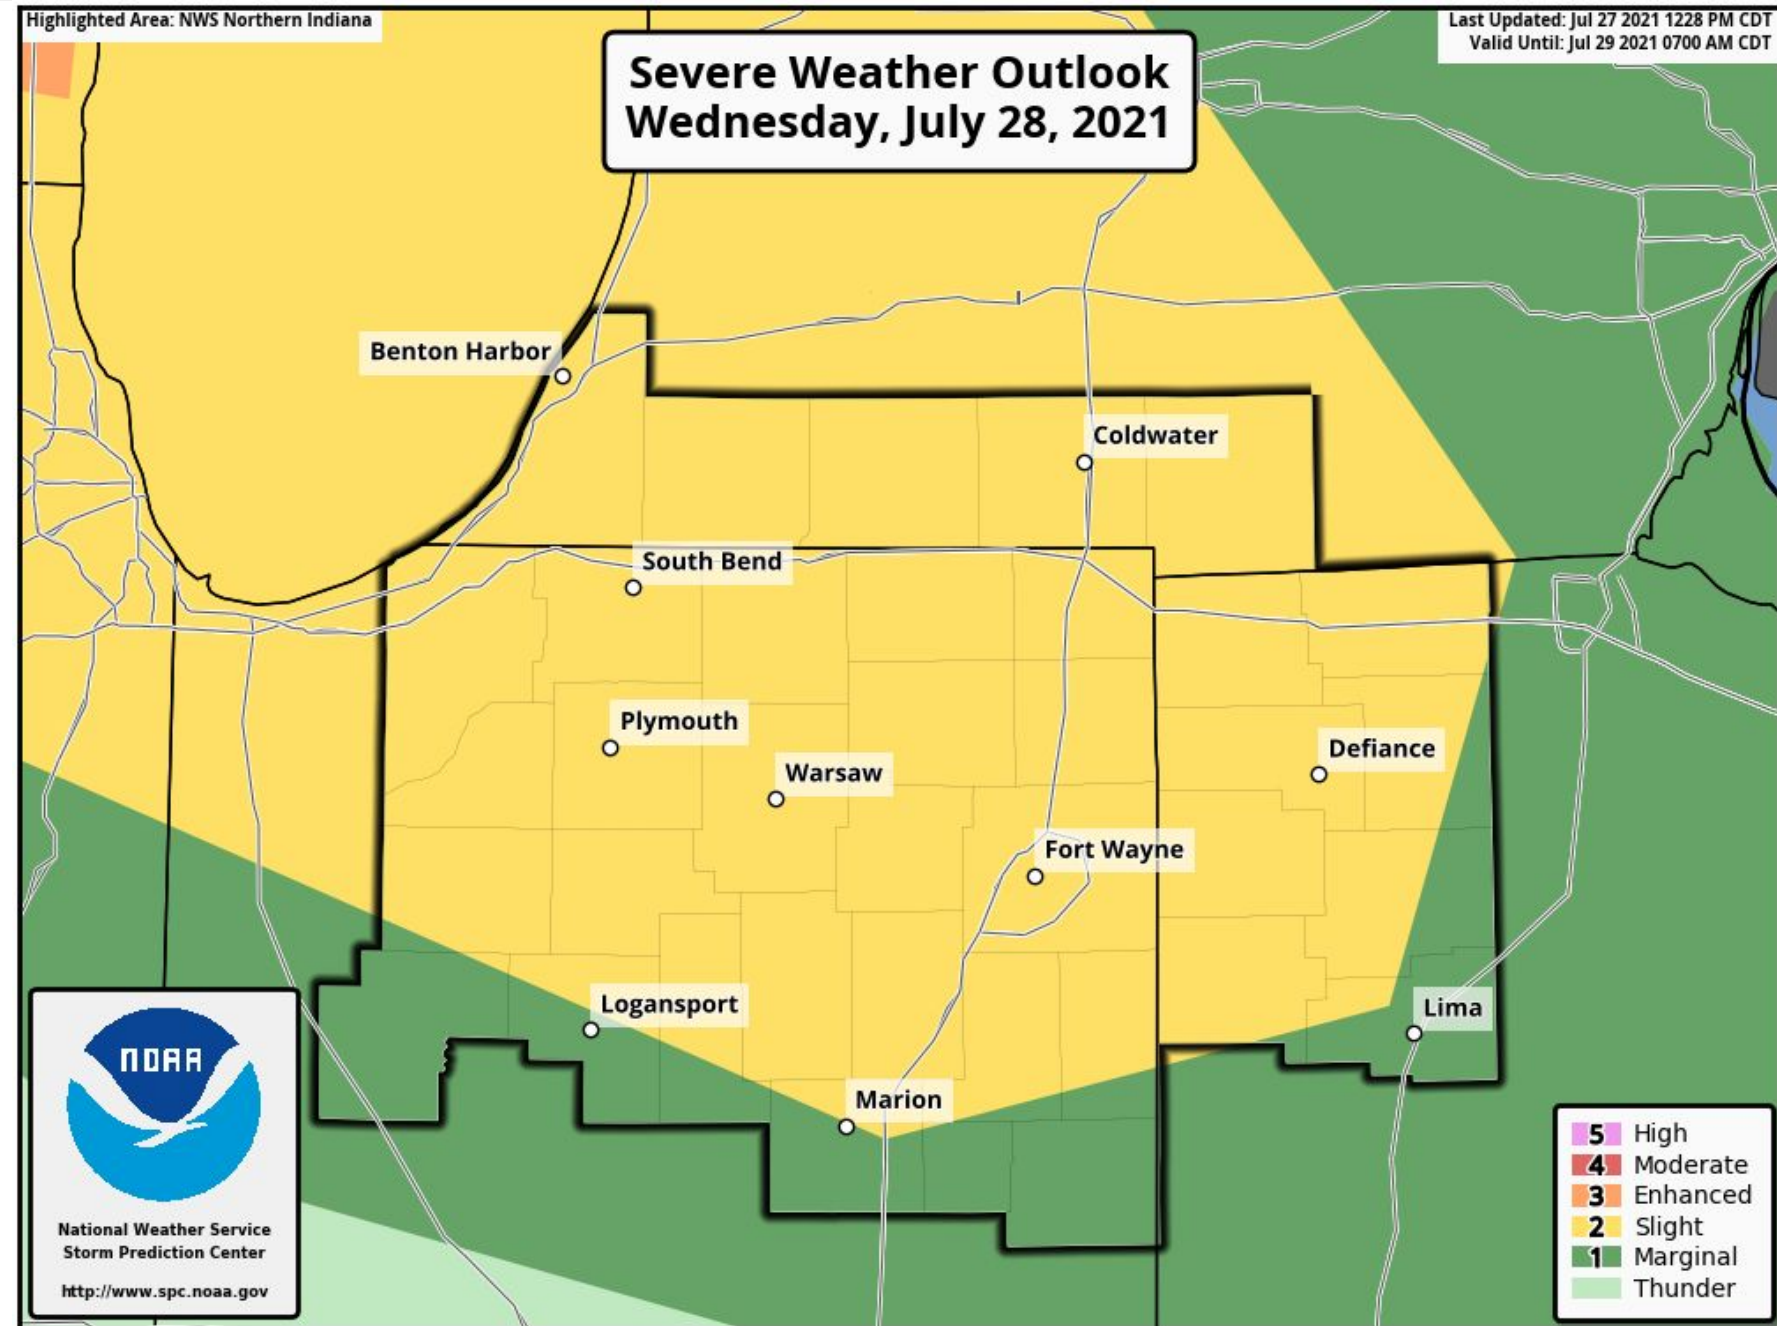 Highlighted Area: NWS Northern Indiana
Last Updated: Jul 27 2021 1228 PM CDT
Valid Until: Jul 29 2021 0700 AM CDT
Severe Weather Outlook
Wednesday, July 28, 2021
Benton Harbor
Coldwater
South Bend
Plymouth
Warsaw
Defiance
Fort Wayne
Logansport
Lima
Marion
NOAA
National Weather Service
Storm Prediction Center
http://www.spc.noaa.gov
5 High
4 Moderate
3 Enhanced
2 Slight
1 Marginal
Thunder